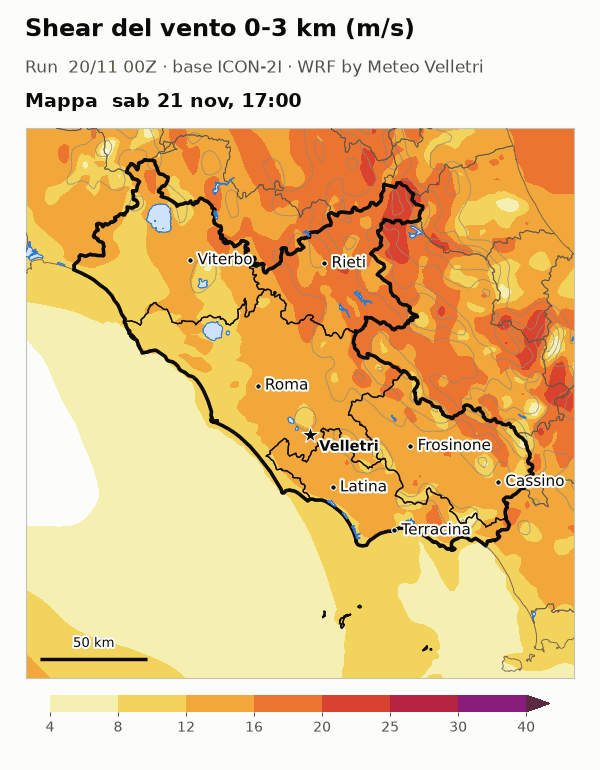 Shear del vento 0-3 km (m/s)
Run  20/11 00Z · base ICON-2I · WRF by Meteo Velletri
Mappa  sab 21 nov, 17:00
Viterbo
Rieti
Roma
Velletri
Frosinone
Latina
Cassino
Terracina
50 km
4 8 12 16 20 25 30 40